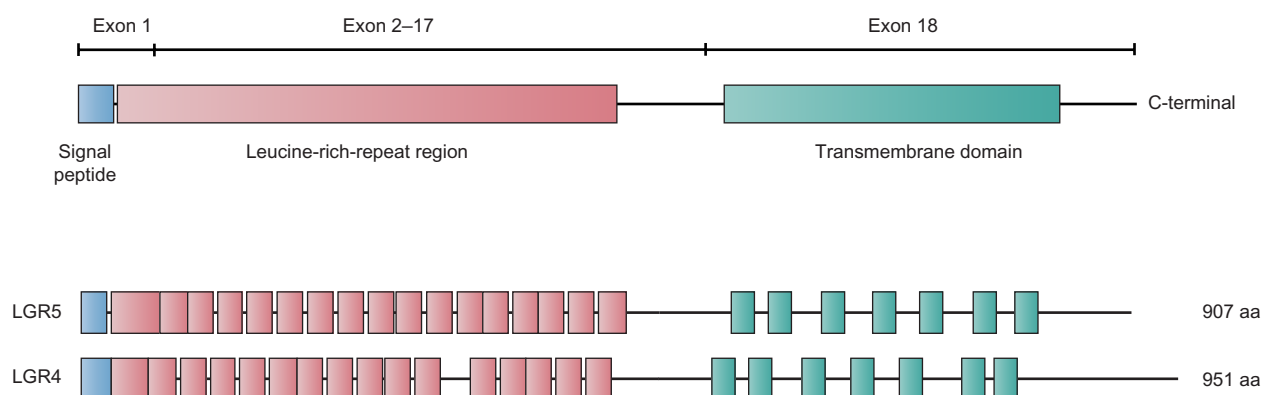 Exon 1
Exon 2–17
Exon 18
C-terminal
Signal
peptide
Leucine-rich-repeat region
Transmembrane domain
LGR5
907 aa
LGR4
951 aa